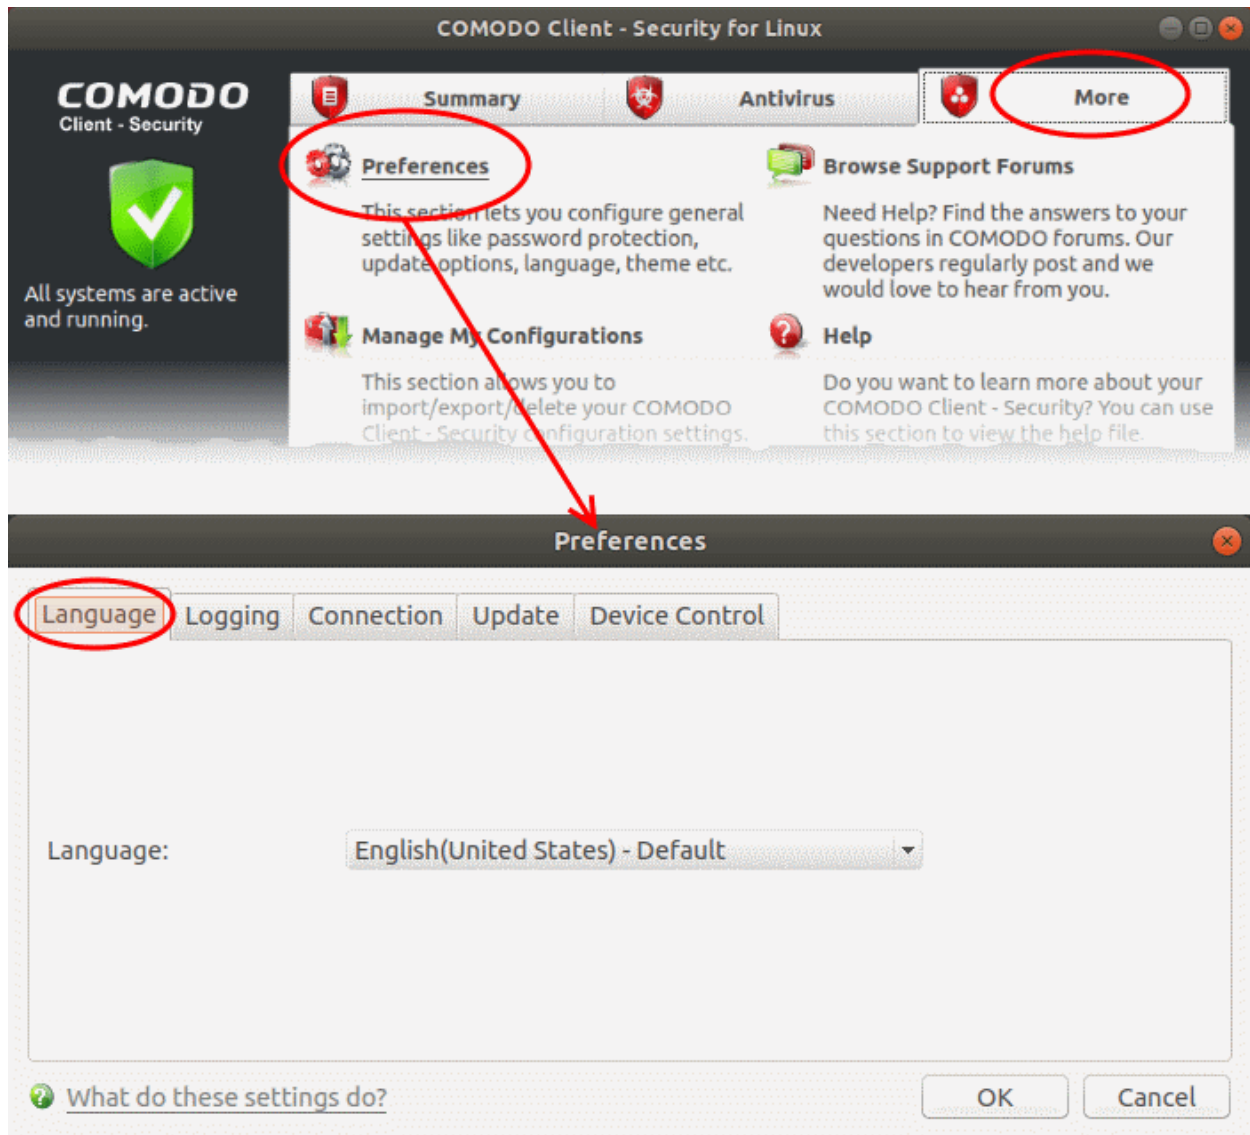 COMODO Client - Security for Linux
COMODO
Client - Security
All systems are active
and running.
Summary
Antivirus
More
Preferences
This section lets you configure general
settings like password protection,
update options, language, theme etc.
Browse Support Forums
Need Help? Find the answers to your
questions in COMODO forums. Our
developers regularly post and we
would love to hear from you.
Manage My Configurations
This section allows you to
import/export/delete your COMODO
Client - Security configuration settings.
Help
Do you want to learn more about your
COMODO Client - Security? You can use
this section to view the help file.
Preferences
Language
Logging
Connection
Update
Device Control
Language:
English(United States) - Default
What do these settings do?
OK
Cancel